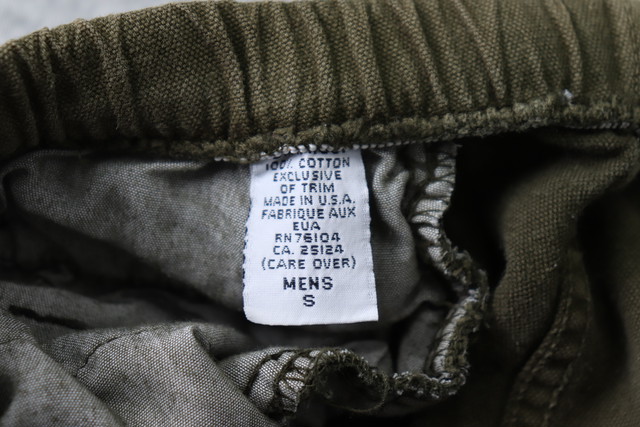 100% COTTON
EXCLUSIVE
OF TRIM
MADE IN U.S.A.
FABRIQUE AUX
EUA
RN76104
CA. 25124
(CARE OVER)
MENS
S